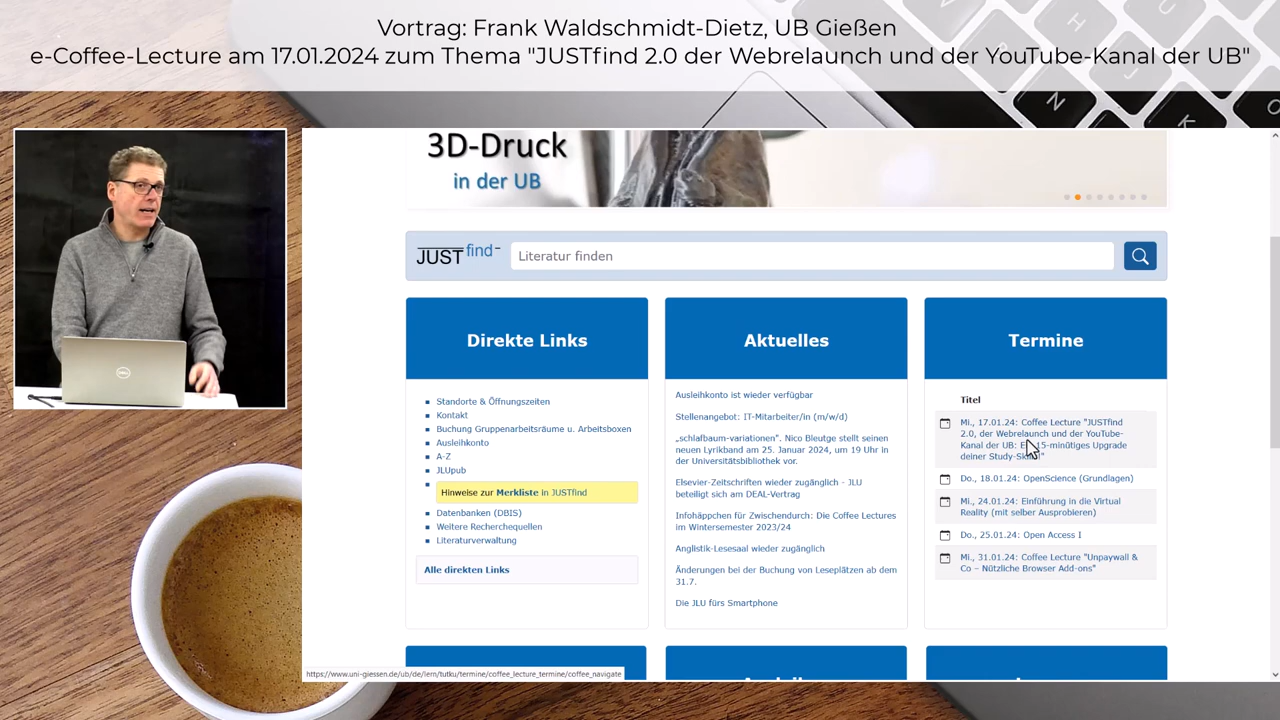 Vortrag: Frank Waldschmidt-Dietz, UB Gießen
e-Coffee-Lecture am 17.01.2024 zum Thema "JUSTfind 2.0 der Webrelaunch und der YouTube-Kanal der UB"
3D-Druck
in der UB
JUSTfind
Literatur finden
Direkte Links
Standorte & Öffnungszeiten
Kontakt
Buchung Gruppenarbeitsräume u. Arbeitsboxen
Ausleihkonto
A-Z
JLUpub
Hinweise zur Merkliste in JUSTfind
Datenbanken (DBIS)
Weitere Recherchequellen
Literaturverwaltung
Alle direkten Links
Aktuelles
Ausleihkonto ist wieder verfügbar
Stellenangebot: IT-Mitarbeiter/in (m/w/d)
„schlafbaum-variationen". Nico Bleutge stellt seinen
neuen Lyrikband am 25. Januar 2024, um 19 Uhr in
der Universitätsbibliothek vor.
Elsevier-Zeitschriften wieder zugänglich - JLU
beteiligt sich am DEAL-Vertrag
Infohäppchen für Zwischendurch: Die Coffee Lectures
im Wintersemester 2023/24
Anglistik-Lesesaal wieder zugänglich
Änderungen bei der Buchung von Leseplätzen ab dem
31.7.
Die JLU fürs Smartphone
Termine
Titel
Mi., 17.01.24: Coffee Lecture "JUSTfind
2.0, der Webrelaunch und der YouTube-
Kanal der UB: 15-minütiges Upgrade
deiner
Do., 18.01.24: OpenScience (Grundlagen)
Mi., 24.01.24: Einführung in die Virtual
Reality (mit selber Ausprobieren)
Do., 25.01.24: Open Access I
Mi., 31.01.24: Coffee Lecture "Unpaywall &
Co – Nützliche Browser Add-ons"
https://www.uni-giessen.de/ub/de/lern/tutku/termine/coffee_lecture_termine/coffee_navigate
DELL
N
K